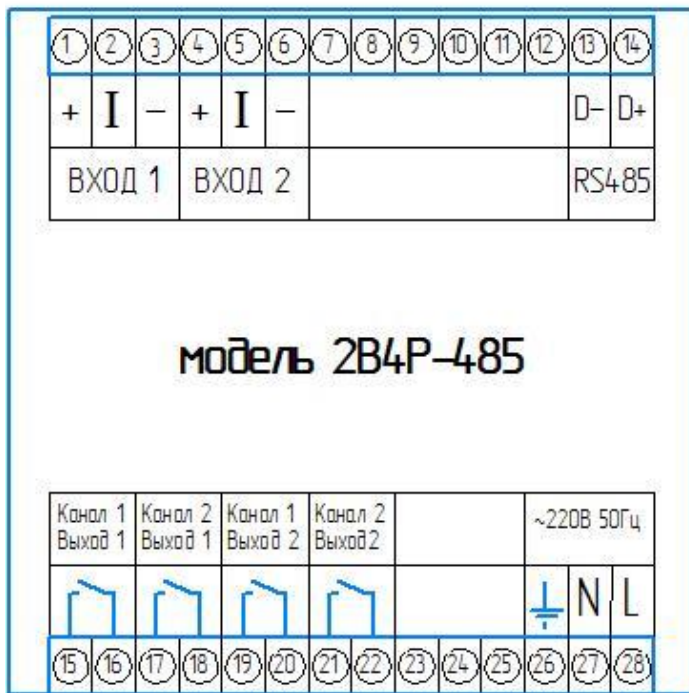 1 2 3 4 5 6 7 8 9 10 11 12 13 14
+ I − + I − D− D+
ВХОД 1 ВХОД 2 RS485
модель 2В4Р−485
Канал 1 Канал 2 Канал 1 Канал 2 ~220В 50Гц
Выход 1 Выход 1 Выход 2 Выход2
N L
15 16 17 18 19 20 21 22 23 24 25 26 27 28